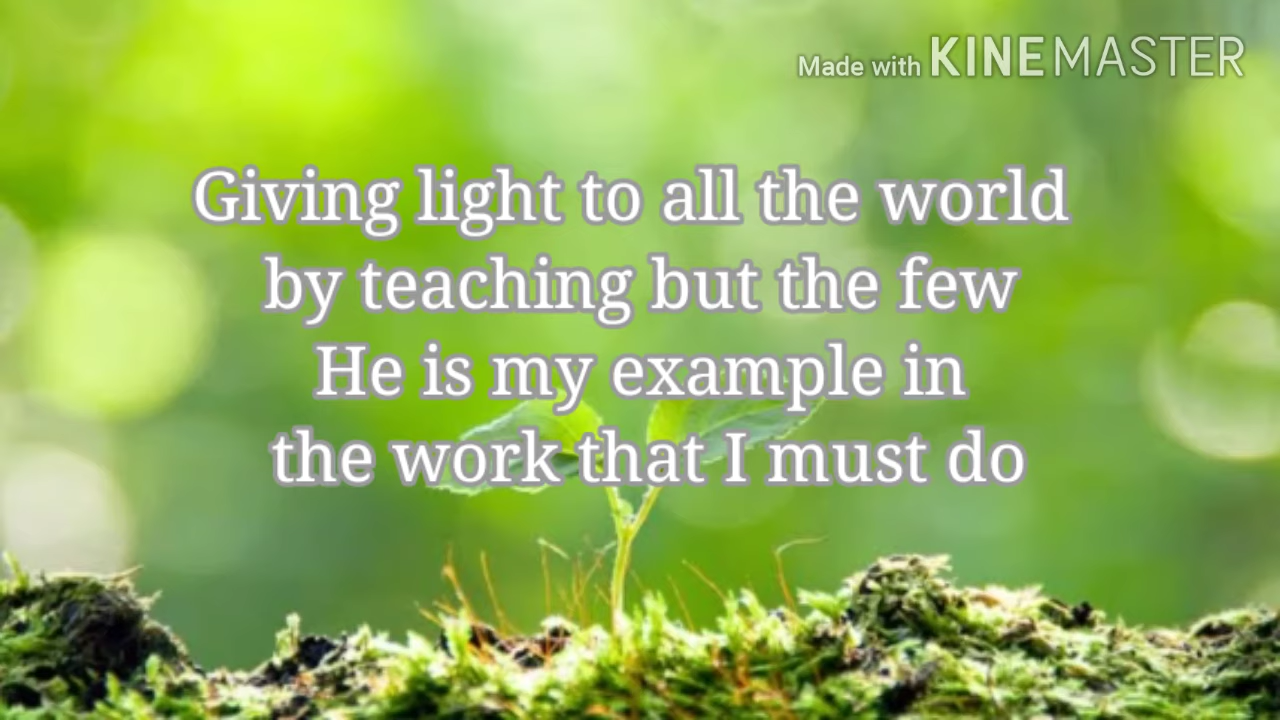 Made with KINEMASTER
Giving light to all the world
by teaching but the few
He is my example in
the work that I must do